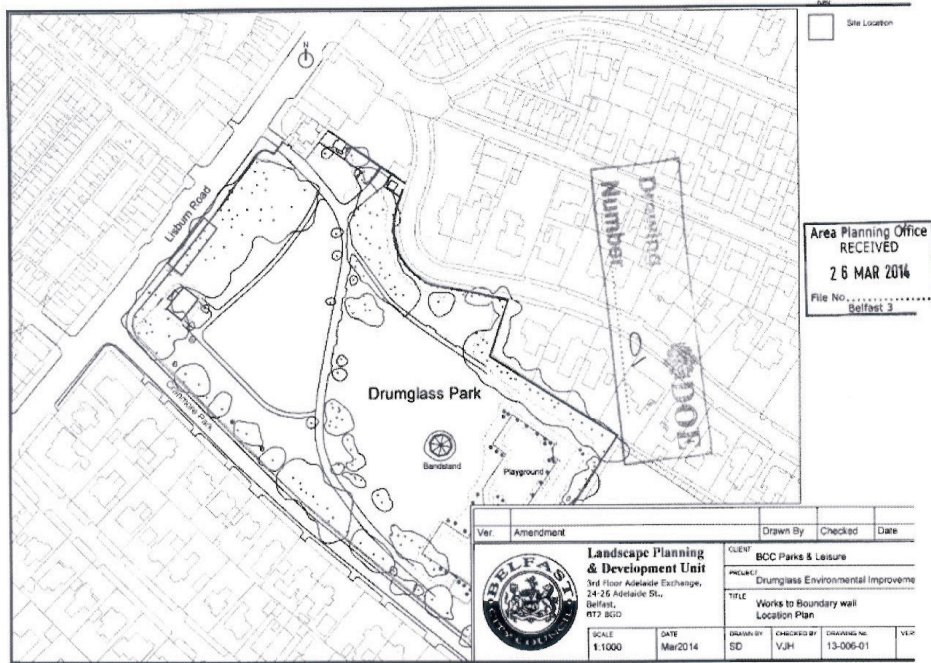 Site Location
N
Lisburn Road
Drawing
Number
01
DOE
Area Planning Office
RECEIVED
26 MAR 2014
File No.
Belfast 3
Cranmore Park
Drumglass Park
Bandstand
Playground
Ver. Amendment Drawn By Checked Date
BELFAST
CITY COUNCIL
Landscape Planning
& Development Unit
3rd Floor Adelaide Exchange,
24-26 Adelaide St.,
Belfast,
BT2 8GD
SCALE
1:1000
DATE
Mar2014
CLIENT
BCC Parks & Leisure
PROJECT
Drumglass Environmental Improveme
TITLE
Works to Boundary wall
Location Plan
DRAWN BY
SD
CHECKED BY
VJH
DRAWING No.
13-006-01
VER